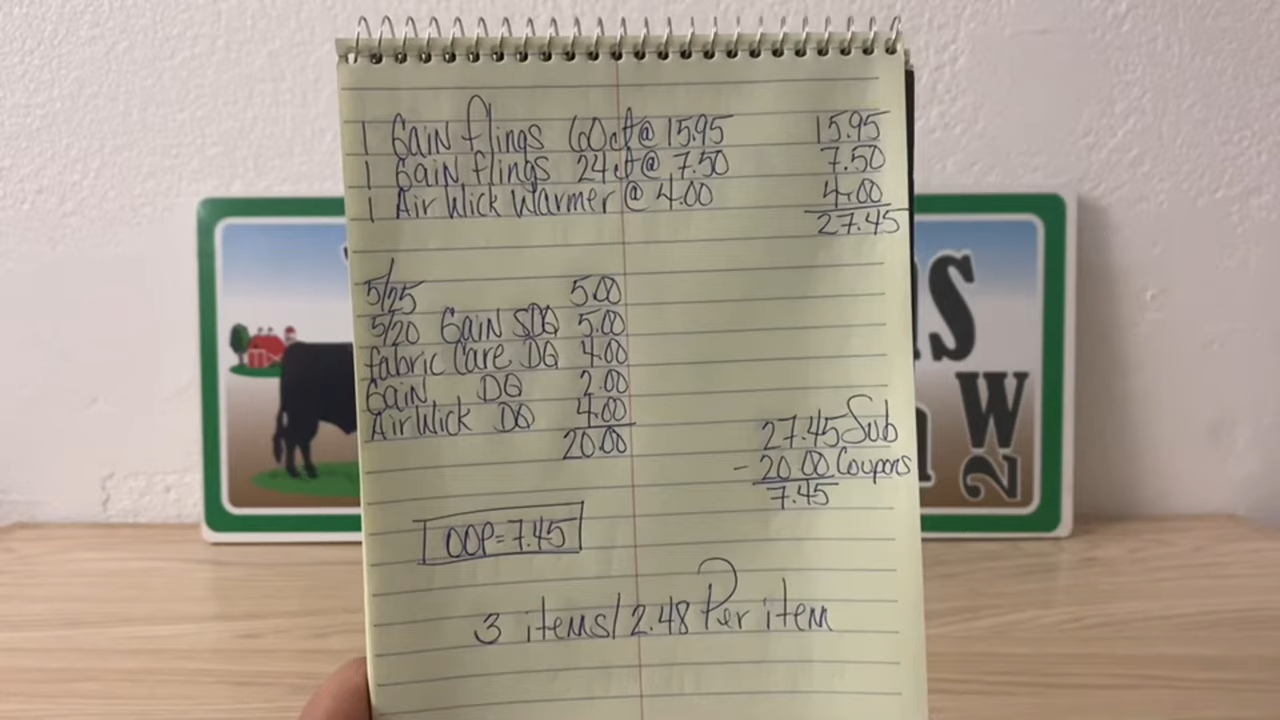 1 Gain flings 60ct @ 15.95 15.95
1 Gain flings 24ct @ 7.50 7.50
1 Air Wick Warmer @ 4.00 4.00
27.45
5/25 5.00
5/20 Gain SDQ 5.00
fabric Care DQ 4.00
Gain DQ 2.00
AirWick DQ 4.00
20.00
27.45 Sub
- 20.00 Coupons
7.45
OOP=7.45
3 items/2.48 Per item
S
W2